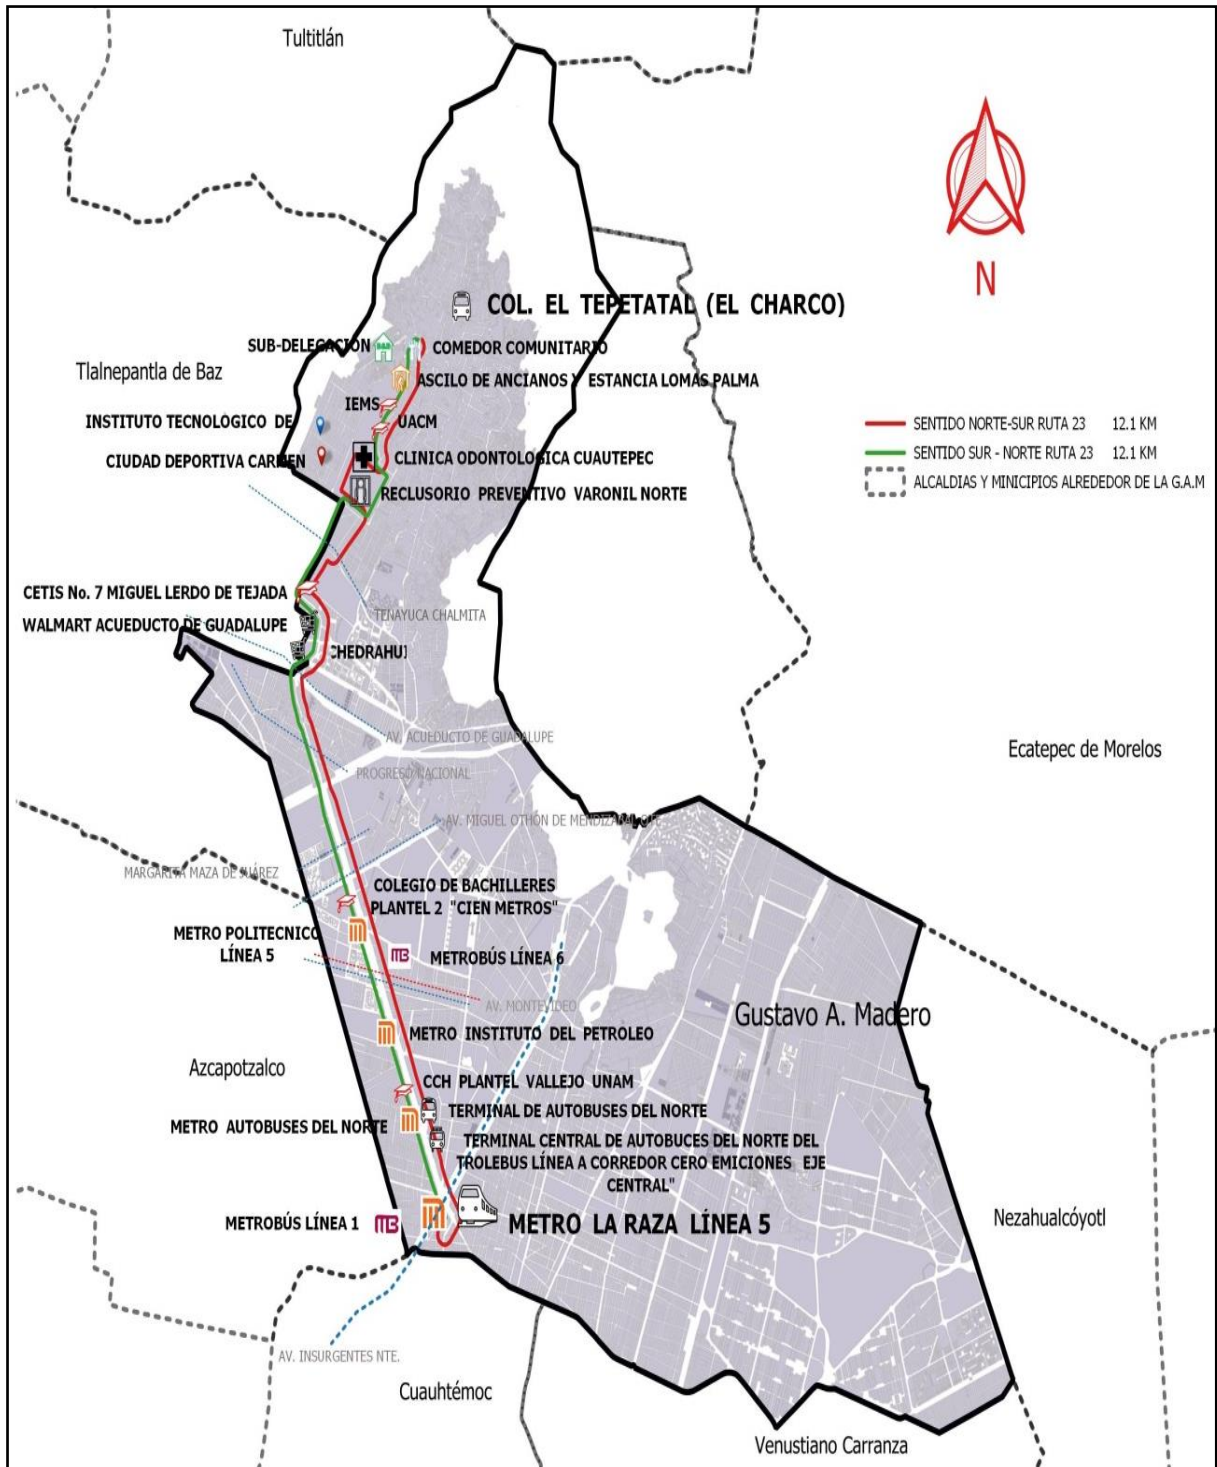 Tultitlán
N
COL. EL TEPETATAL (EL CHARCO)
SUB-DELEGACION
COMEDOR COMUNITARIO
Tlalnepantla de Baz
ASCILO DE ANCIANOS Y ESTANCIA LOMAS PALMA
IEMS
INSTITUTO TECNOLOGICO DE
UACM
CIUDAD DEPORTIVA CARMEN
CLINICA ODONTOLOGICA CUAUTEPEC
RECLUSORIO PREVENTIVO VARONIL NORTE
SENTIDO NORTE-SUR RUTA 23 12.1 KM
SENTIDO SUR - NORTE RUTA 23 12.1 KM
ALCALDIAS Y MINICIPIOS ALREDEDOR DE LA G.A.M
CETIS No. 7 MIGUEL LERDO DE TEJADA
TENAYUCA CHALMITA
WALMART ACUEDUCTO DE GUADALUPE
CHEDRAHUI
AV. ACUEDUCTO DE GUADALUPE
Ecatepec de Morelos
PROGRESO NACIONAL
AV. MIGUEL OTHÓN DE MENDIZABAL
MARGARITA MAZA DE JUÁREZ
COLEGIO DE BACHILLERES
PLANTEL 2 "CIEN METROS"
METRO POLITECNICO
LÍNEA 5
METROBÚS LÍNEA 6
AV. MONTEVIDEO
Gustavo A. Madero
METRO INSTITUTO DEL PETROLEO
Azcapotzalco
CCH PLANTEL VALLEJO UNAM
TERMINAL DE AUTOBUSES DEL NORTE
METRO AUTOBUSES DEL NORTE
TERMINAL CENTRAL DE AUTOBUCES DEL NORTE DEL
TROLEBUS LÍNEA A CORREDOR CERO EMICIONES EJE
CENTRAL"
METROBÚS LÍNEA 1
METRO LA RAZA LÍNEA 5
Nezahualcóyotl
AV. INSURGENTES NTE.
Cuauhtémoc
Venustiano Carranza